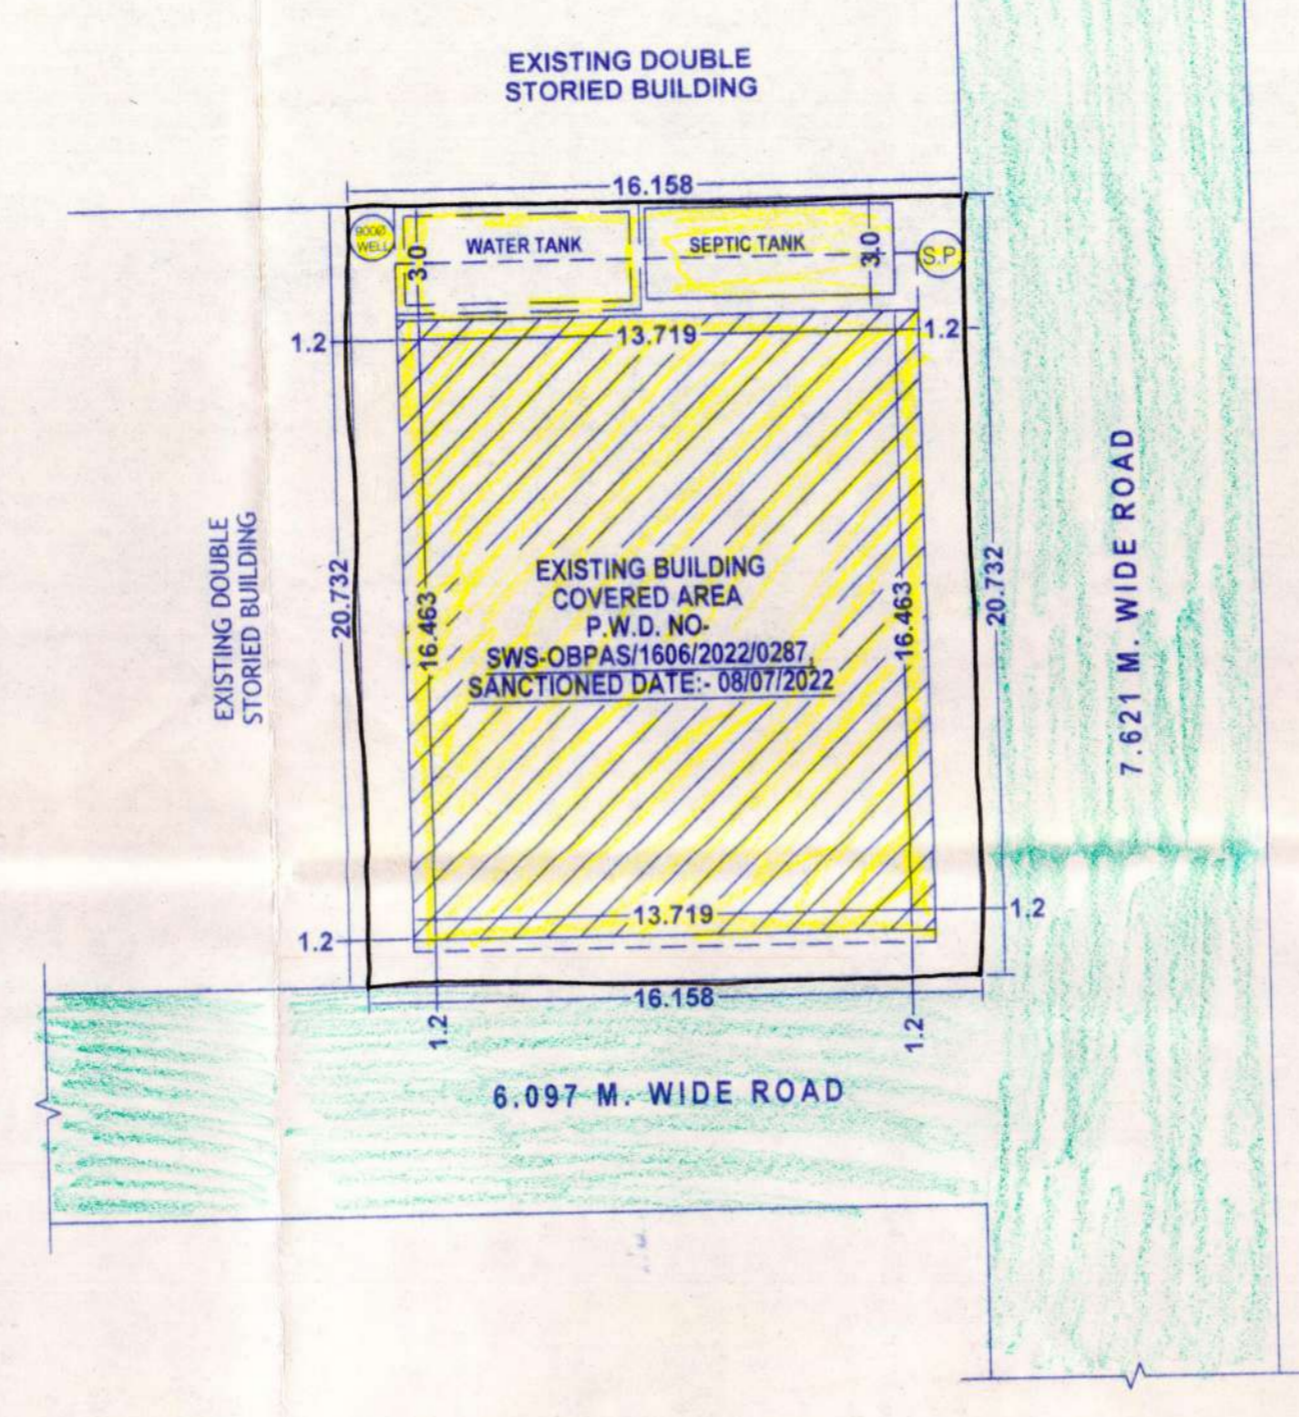 EXISTING DOUBLE
STORIED BUILDING
16.158
900Ø
WELL
3.0
WATER TANK
SEPTIC TANK
3.0
S.P
1.2
13.719
1.2
EXISTING DOUBLE
STORIED BUILDING
20.732
16.463
EXISTING BUILDING
COVERED AREA
P.W.D. NO-
SWS-OBPAS/1606/2022/0287,
SANCTIONED DATE:- 08/07/2022
16.463
20.732
7.621 M. WIDE ROAD
1.2
13.719
1.2
16.158
1.2
1.2
6.097 M. WIDE ROAD